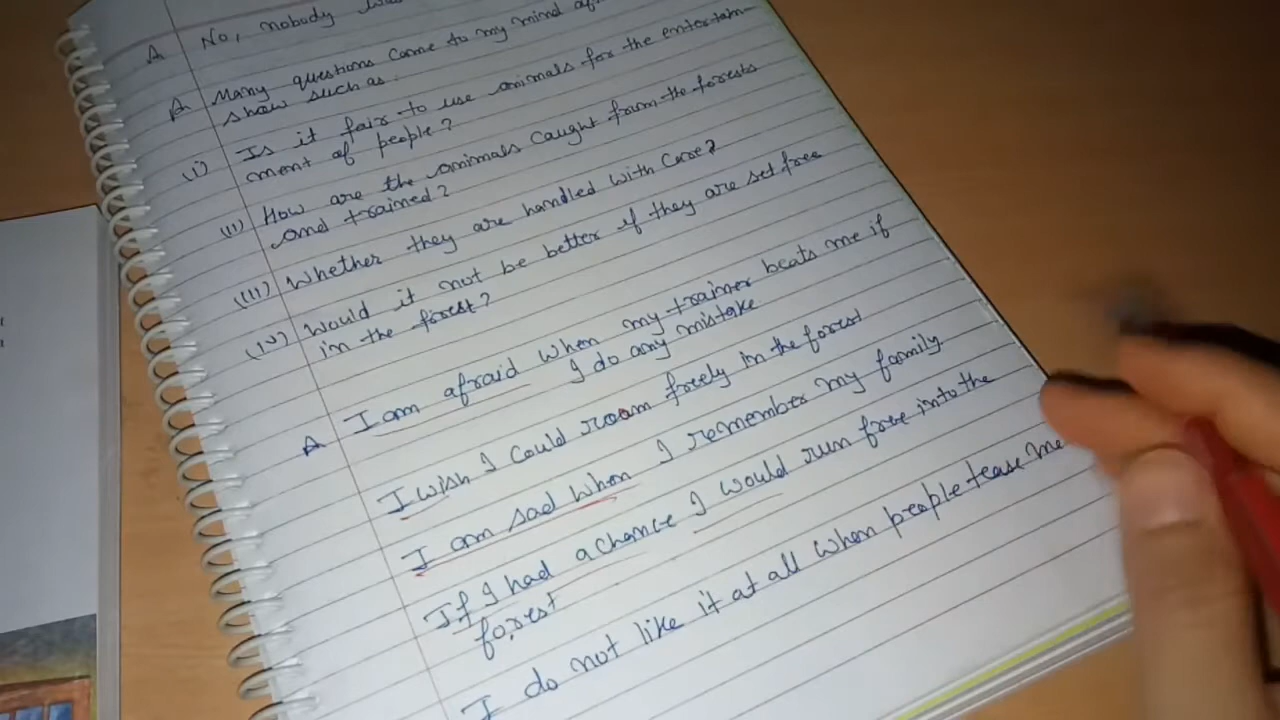 A No, nobody
A Many questions came to my mind
show such as
(i) Is it fair to use animals for the entertain-
ment of people?
(ii) How are the animals caught from the forests
and trained?
(iii) Whether they are handled with care?
(iv) Would it not be better if they are set free
in the forest?
A I am afraid when my trainer beats me if
I do any mistake
I wish I could roam freely in the forest
I am sad when I remember my family.
If I had a chance I would run free into the
forest
I do not like it at all when people tease me